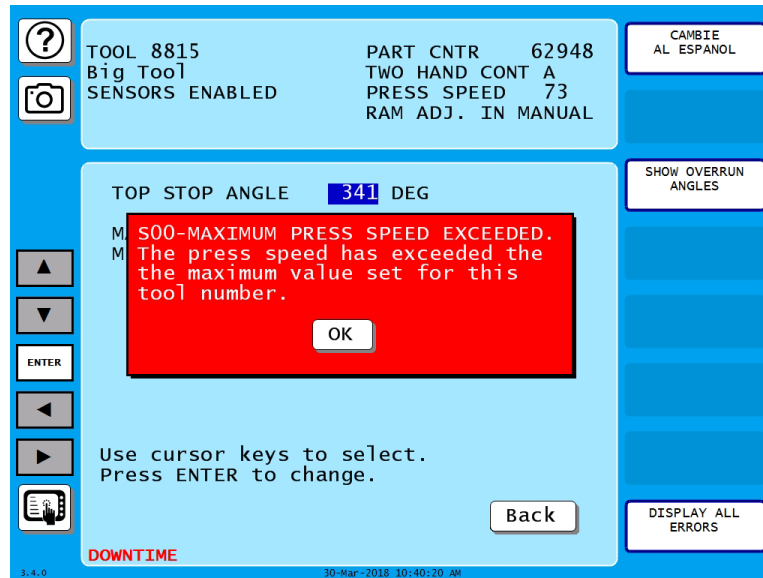 ?
TOOL 8815
Big Tool
SENSORS ENABLED
PART CNTR 62948
TWO HAND CONT A
PRESS SPEED 73
RAM ADJ. IN MANUAL
CAMBIE
AL ESPANOL
SHOW OVERRUN
ANGLES
TOP STOP ANGLE 341 DEG
M
M
S00-MAXIMUM PRESS SPEED EXCEEDED.
The press speed has exceeded the
the maximum value set for this
tool number.
OK
ENTER
Use cursor keys to select.
Press ENTER to change.
Back
DISPLAY ALL
ERRORS
DOWNTIME
3.4.0
30-Mar-2018 10:40:20 AM